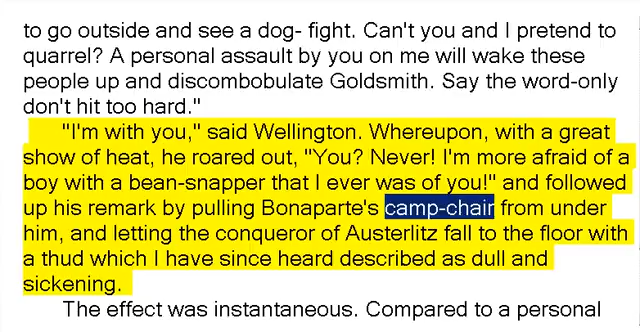 to go outside and see a dog- fight. Can't you and I pretend to
quarrel? A personal assault by you on me will wake these
people up and discombobulate Goldsmith. Say the word-only
don't hit too hard."
"I'm with you," said Wellington. Whereupon, with a great
show of heat, he roared out, "You? Never! I'm more afraid of a
boy with a bean-snapper that I ever was of you!" and followed
up his remark by pulling Bonaparte's camp-chair from under
him, and letting the conqueror of Austerlitz fall to the floor with
a thud which I have since heard described as dull and
sickening.
The effect was instantaneous. Compared to a personal